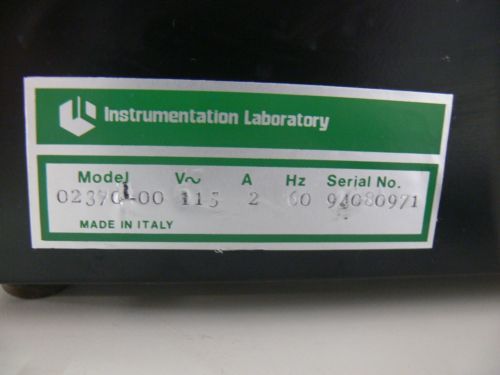 Instrumentation Laboratory
Model V~ A Hz Serial No.
02370-00 115 2 60 94080971
MADE IN ITALY